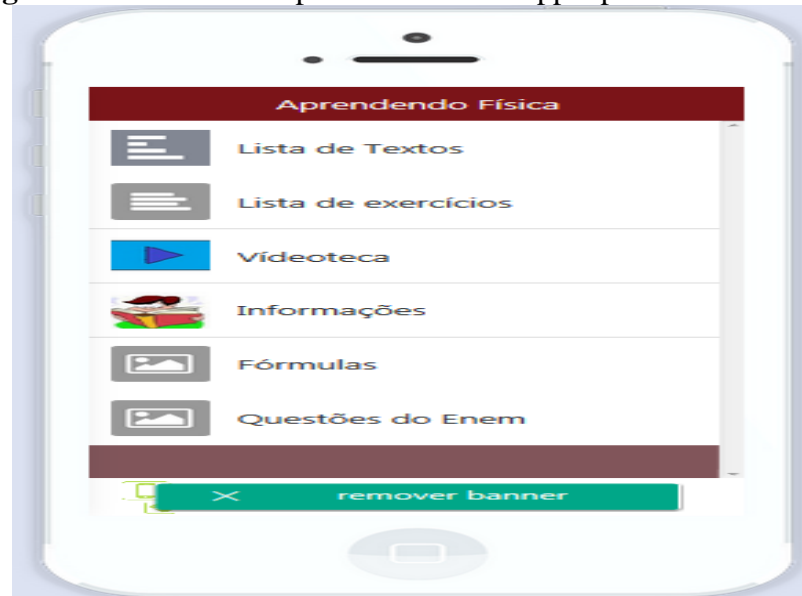 Aprendendo Física
Lista de Textos
Lista de exercícios
Vídeoteca
Informações
Fórmulas
Questões do Enem
× remover banner